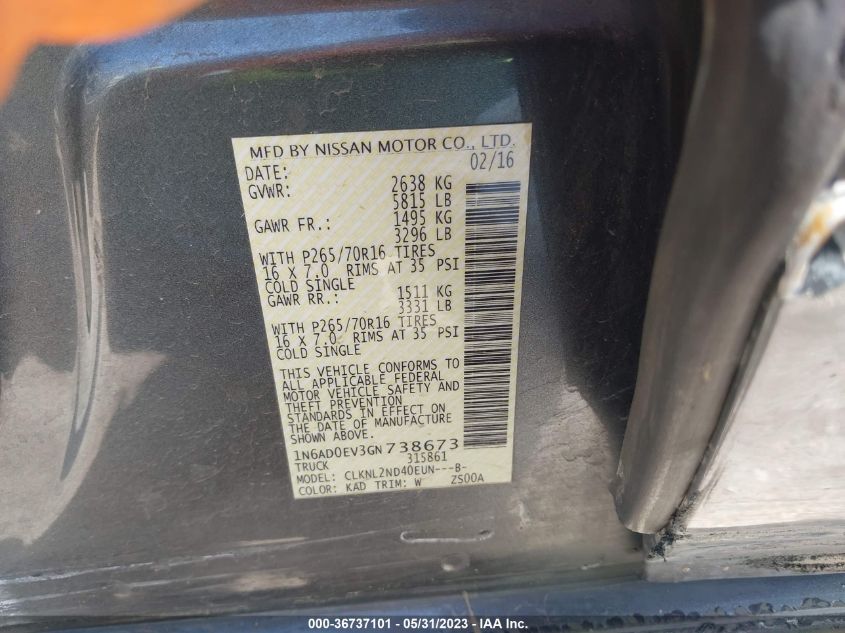 MFD BY NISSAN MOTOR CO., LTD.
DATE: 02/16
GVWR: 2638 KG
5815 LB
GAWR FR.: 1495 KG
3296 LB
WITH P265/70R16 TIRES
16 X 7.0 RIMS AT 35 PSI
COLD SINGLE
GAWR RR.: 1511 KG
3331 LB
WITH P265/70R16 TIRES
16 X 7.0 RIMS AT 35 PSI
COLD SINGLE
THIS VEHICLE CONFORMS TO
ALL APPLICABLE FEDERAL
MOTOR VEHICLE SAFETY AND
THEFT PREVENTION
STANDARDS IN EFFECT ON
THE DATE OF MANUFACTURE
SHOWN ABOVE.
1N6AD0EV3GN738673
TRUCK 315861
MODEL: CLKNL2ND40EUN---B-
COLOR: KAD TRIM: W ZS00A
000-36737101 - 05/31/2023 - IAA Inc.